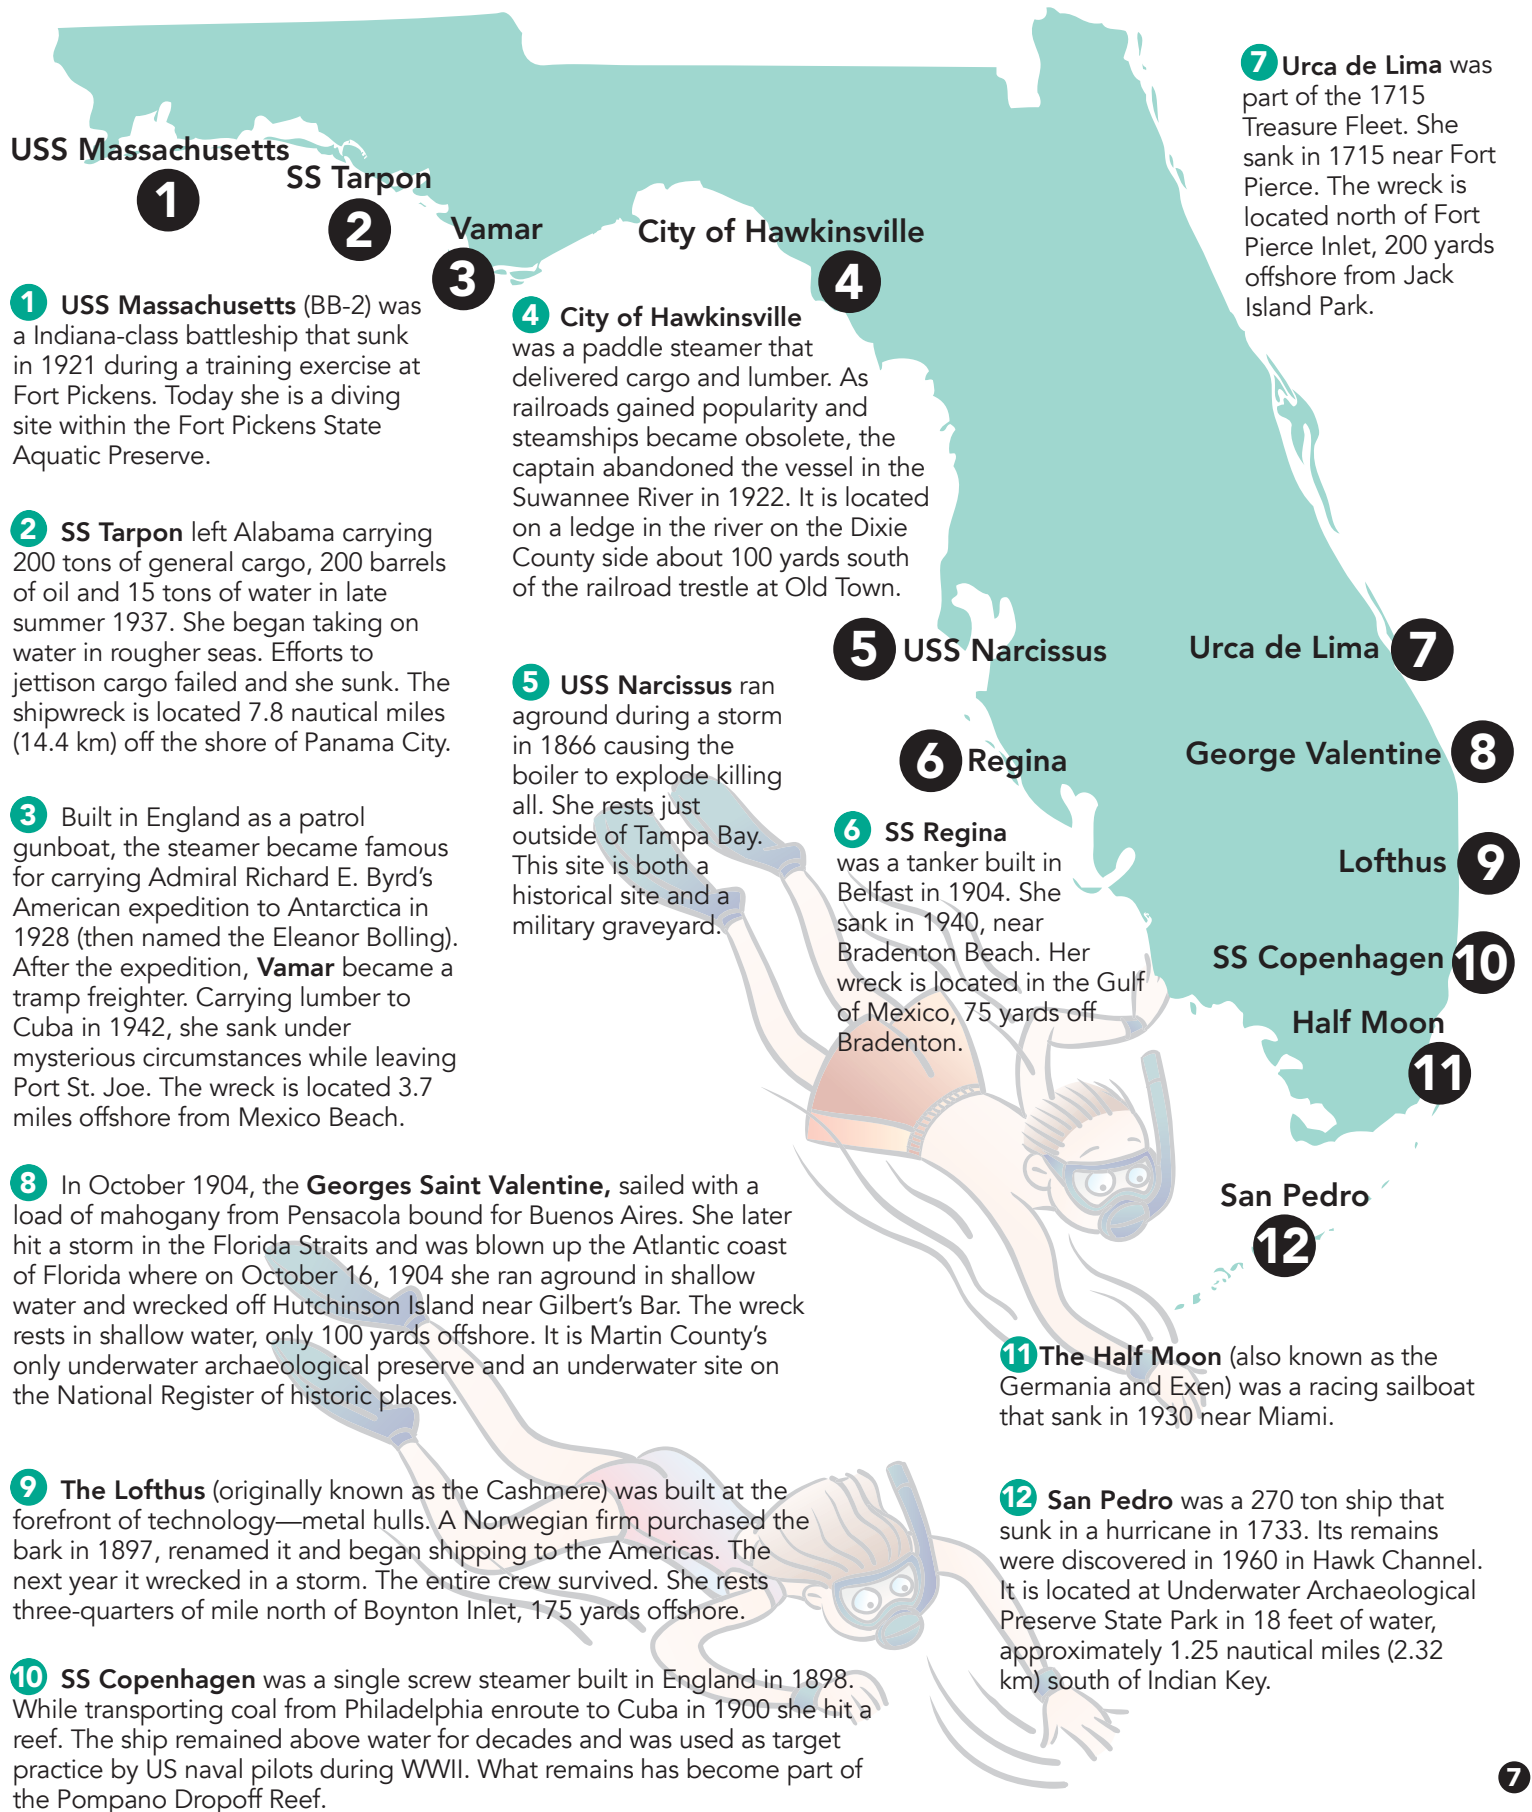 USS Massachusetts
1
SS Tarpon
2
Vamar
3
City of Hawkinsville
4
5 USS Narcissus
6 Regina
Urca de Lima 7
George Valentine 8
Lofthus 9
SS Copenhagen 10
Half Moon
11
San Pedro
12
1 USS Massachusetts (BB-2) was
a Indiana-class battleship that sunk
in 1921 during a training exercise at
Fort Pickens. Today she is a diving
site within the Fort Pickens State
Aquatic Preserve.
2 SS Tarpon left Alabama carrying
200 tons of general cargo, 200 barrels
of oil and 15 tons of water in late
summer 1937. She began taking on
water in rougher seas. Efforts to
jettison cargo failed and she sunk. The
shipwreck is located 7.8 nautical miles
(14.4 km) off the shore of Panama City.
3 Built in England as a patrol
gunboat, the steamer became famous
for carrying Admiral Richard E. Byrd’s
American expedition to Antarctica in
1928 (then named the Eleanor Bolling).
After the expedition, Vamar became a
tramp freighter. Carrying lumber to
Cuba in 1942, she sank under
mysterious circumstances while leaving
Port St. Joe. The wreck is located 3.7
miles offshore from Mexico Beach.
4 City of Hawkinsville
was a paddle steamer that
delivered cargo and lumber. As
railroads gained popularity and
steamships became obsolete, the
captain abandoned the vessel in the
Suwannee River in 1922. It is located
on a ledge in the river on the Dixie
County side about 100 yards south
of the railroad trestle at Old Town.
5 USS Narcissus ran
aground during a storm
in 1866 causing the
boiler to explode killing
all. She rests just
outside of Tampa Bay.
This site is both a
historical site and a
military graveyard.
6 SS Regina
was a tanker built in
Belfast in 1904. She
sank in 1940, near
Bradenton Beach. Her
wreck is located in the Gulf
of Mexico, 75 yards off
Bradenton.
7 Urca de Lima was
part of the 1715
Treasure Fleet. She
sank in 1715 near Fort
Pierce. The wreck is
located north of Fort
Pierce Inlet, 200 yards
offshore from Jack
Island Park.
8 In October 1904, the Georges Saint Valentine, sailed with a
load of mahogany from Pensacola bound for Buenos Aires. She later
hit a storm in the Florida Straits and was blown up the Atlantic coast
of Florida where on October 16, 1904 she ran aground in shallow
water and wrecked off Hutchinson Island near Gilbert’s Bar. The wreck
rests in shallow water, only 100 yards offshore. It is Martin County’s
only underwater archaeological preserve and an underwater site on
the National Register of historic places.
9 The Lofthus (originally known as the Cashmere) was built at the
forefront of technology—metal hulls. A Norwegian firm purchased the
bark in 1897, renamed it and began shipping to the Americas. The
next year it wrecked in a storm. The entire crew survived. She rests
three-quarters of mile north of Boynton Inlet, 175 yards offshore.
10 SS Copenhagen was a single screw steamer built in England in 1898.
While transporting coal from Philadelphia enroute to Cuba in 1900 she hit a
reef. The ship remained above water for decades and was used as target
practice by US naval pilots during WWII. What remains has become part of
the Pompano Dropoff Reef.
11 The Half Moon (also known as the
Germania and Exen) was a racing sailboat
that sank in 1930 near Miami.
12 San Pedro was a 270 ton ship that
sunk in a hurricane in 1733. Its remains
were discovered in 1960 in Hawk Channel.
It is located at Underwater Archaeological
Preserve State Park in 18 feet of water,
approximately 1.25 nautical miles (2.32
km) south of Indian Key.
7